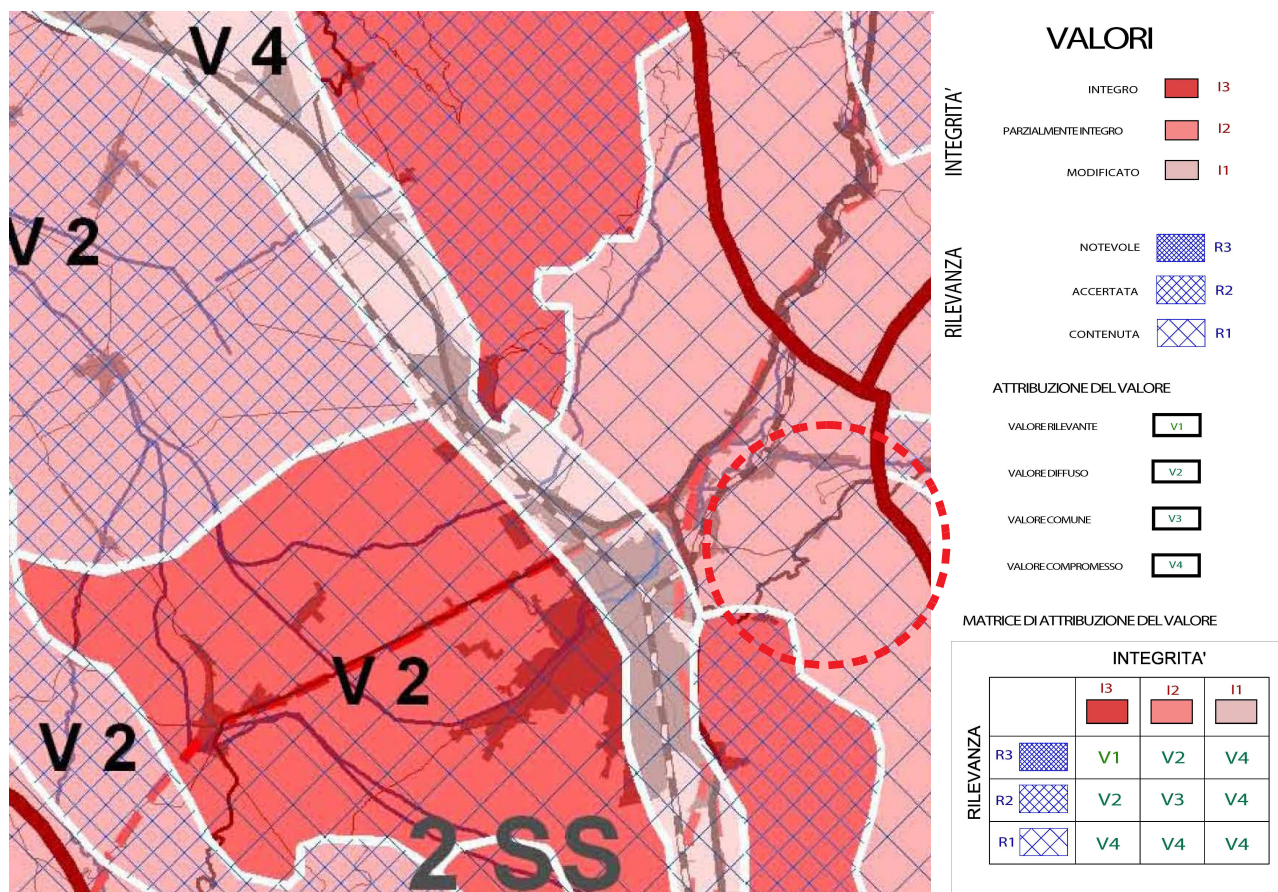 V 4
V 2
V 2
V 2
2 SS
VALORI
INTEGRITA'
INTEGRO I3
PARZIALMENTE INTEGRO I2
MODIFICATO I1
RILEVANZA
NOTEVOLE R3
ACCERTATA R2
CONTENUTA R1
ATTRIBUZIONE DEL VALORE
VALORE RILEVANTE V1
VALORE DIFFUSO V2
VALORE COMUNE V3
VALORE COMPROMESSO V4
MATRICE DI ATTRIBUZIONE DEL VALORE
INTEGRITA'
I3 I2 I1
RILEVANZA
R3 V1 V2 V4
R2 V2 V3 V4
R1 V4 V4 V4